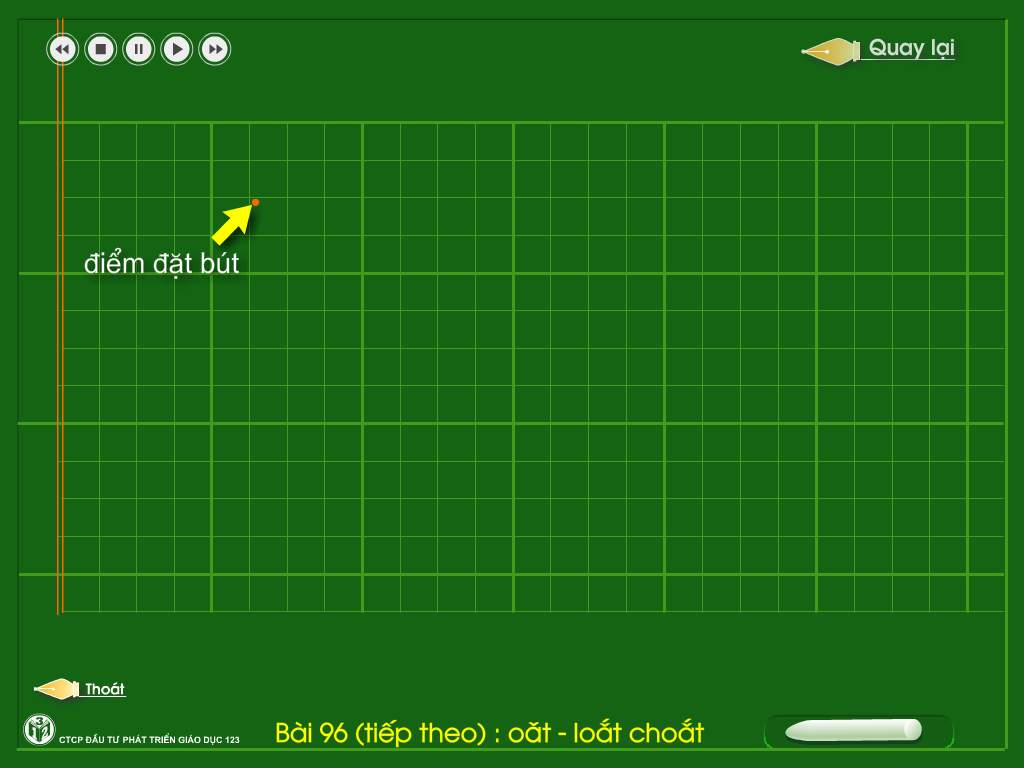 Quay lại
điểm đặt bút
Thoát
CTCP ĐẦU TƯ PHÁT TRIỂN GIÁO DỤC 123
Bài 96 (tiếp theo) : oăt - loắt choắt